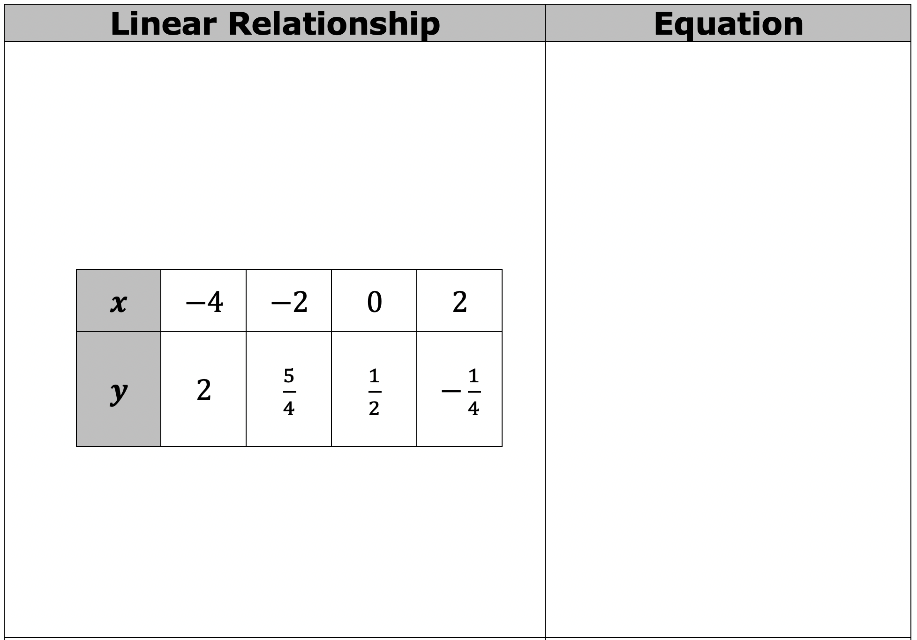 Linear Relationship Equation
x −4 −2 0 2
y 2 5/4 1/2 −1/4